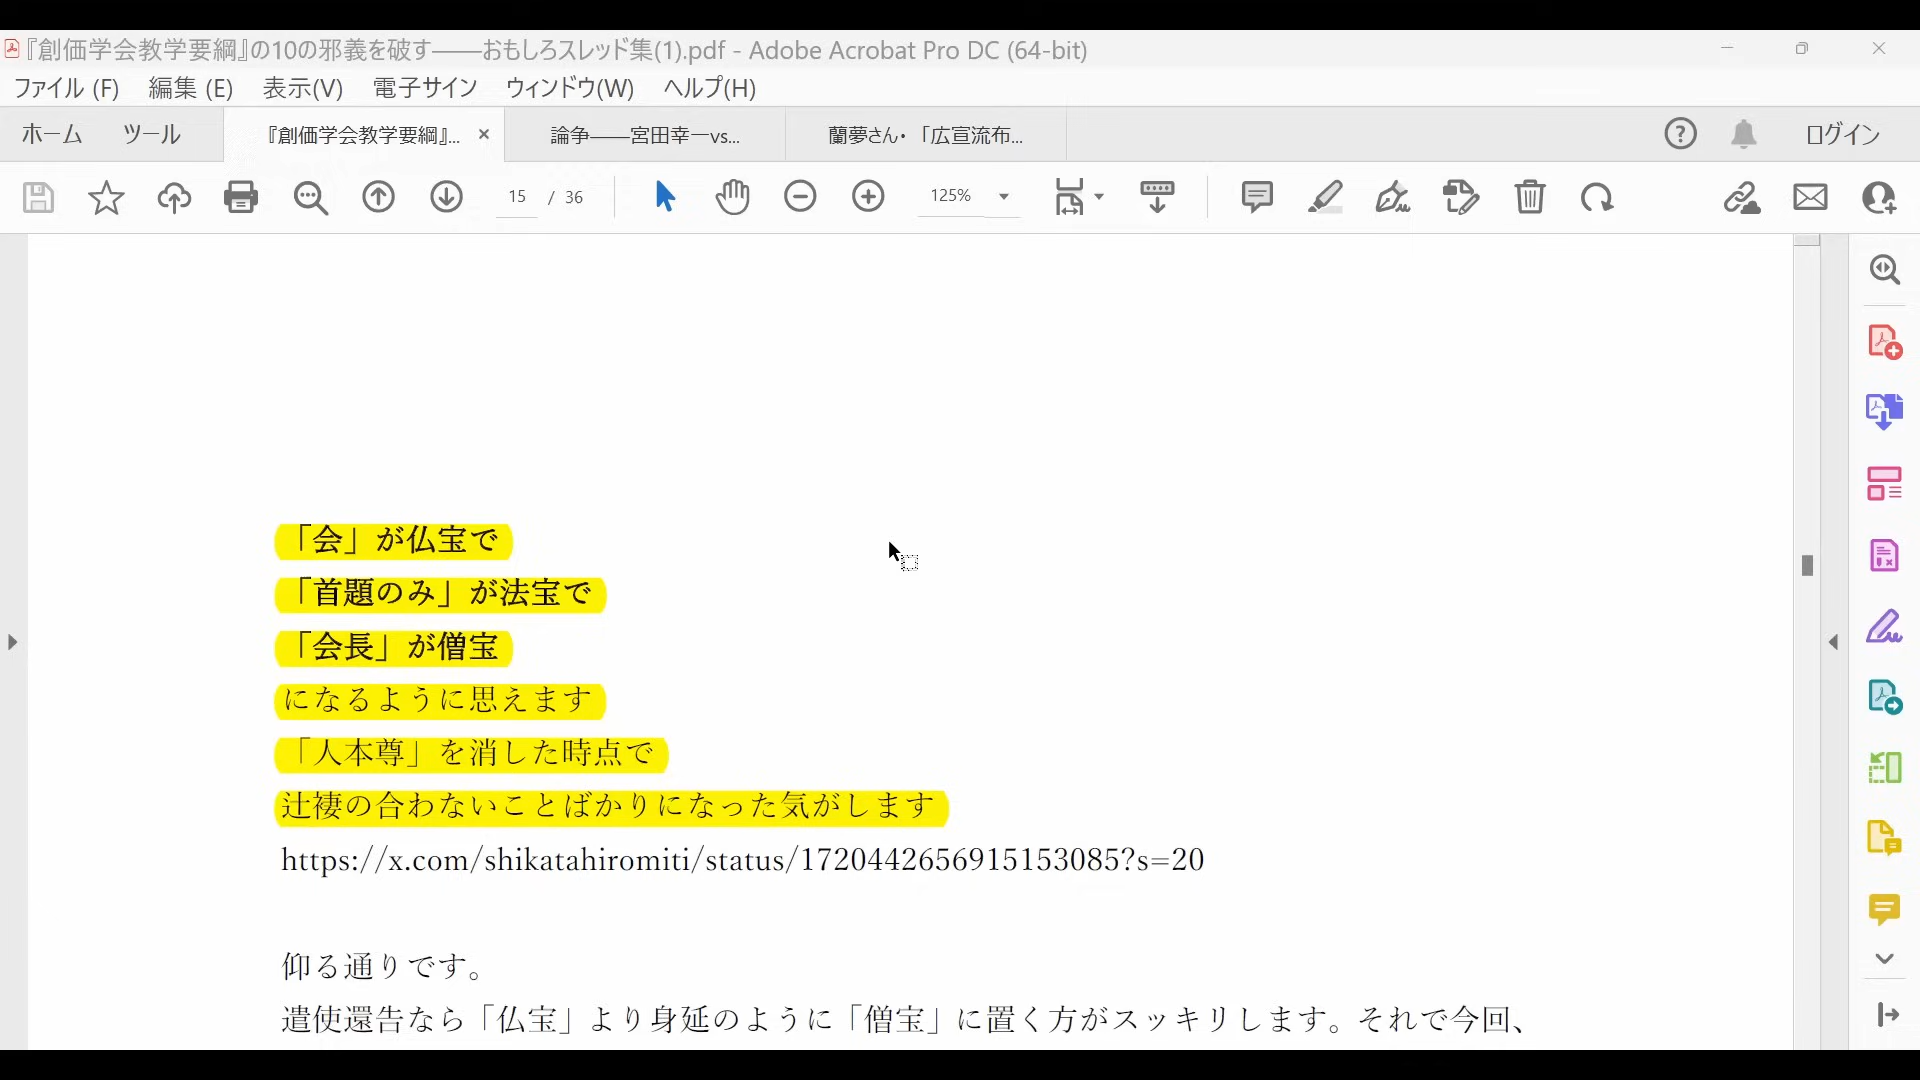 『創価学会教学要綱』の10の邪義を破す――おもしろスレッド集(1).pdf - Adobe Acrobat Pro DC (64-bit)
ファイル (F) 編集 (E) 表示(V) 電子サイン ウィンドウ(W) ヘルプ(H)
ホーム ツール 『創価学会教学要綱』... × 論争――宮田幸一vs... 蘭夢さん・「広宣流布... ログイン
15 / 36 125%
「会」が仏宝で
「首題のみ」が法宝で
「会長」が僧宝
になるように思えます
「人本尊」を消した時点で
辻褄の合わないことばかりになった気がします
https://x.com/shikatahiromiti/status/1720442656915153085?s=20
仰る通りです。
遣使還告なら「仏宝」より身延のように「僧宝」に置く方がスッキリします。それで今回、